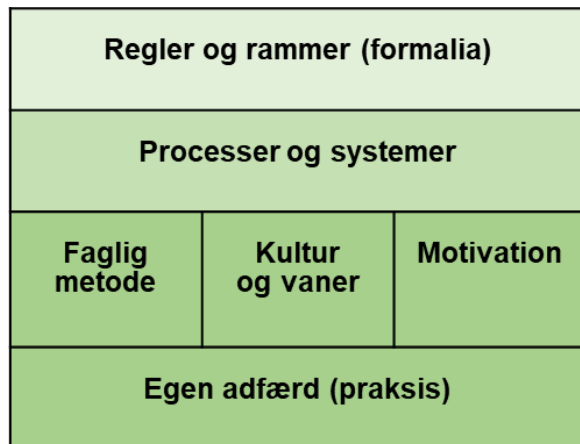 Regler og rammer (formalia)
Processer og systemer
Faglig
metode
Kultur
og vaner
Motivation
Egen adfærd (praksis)